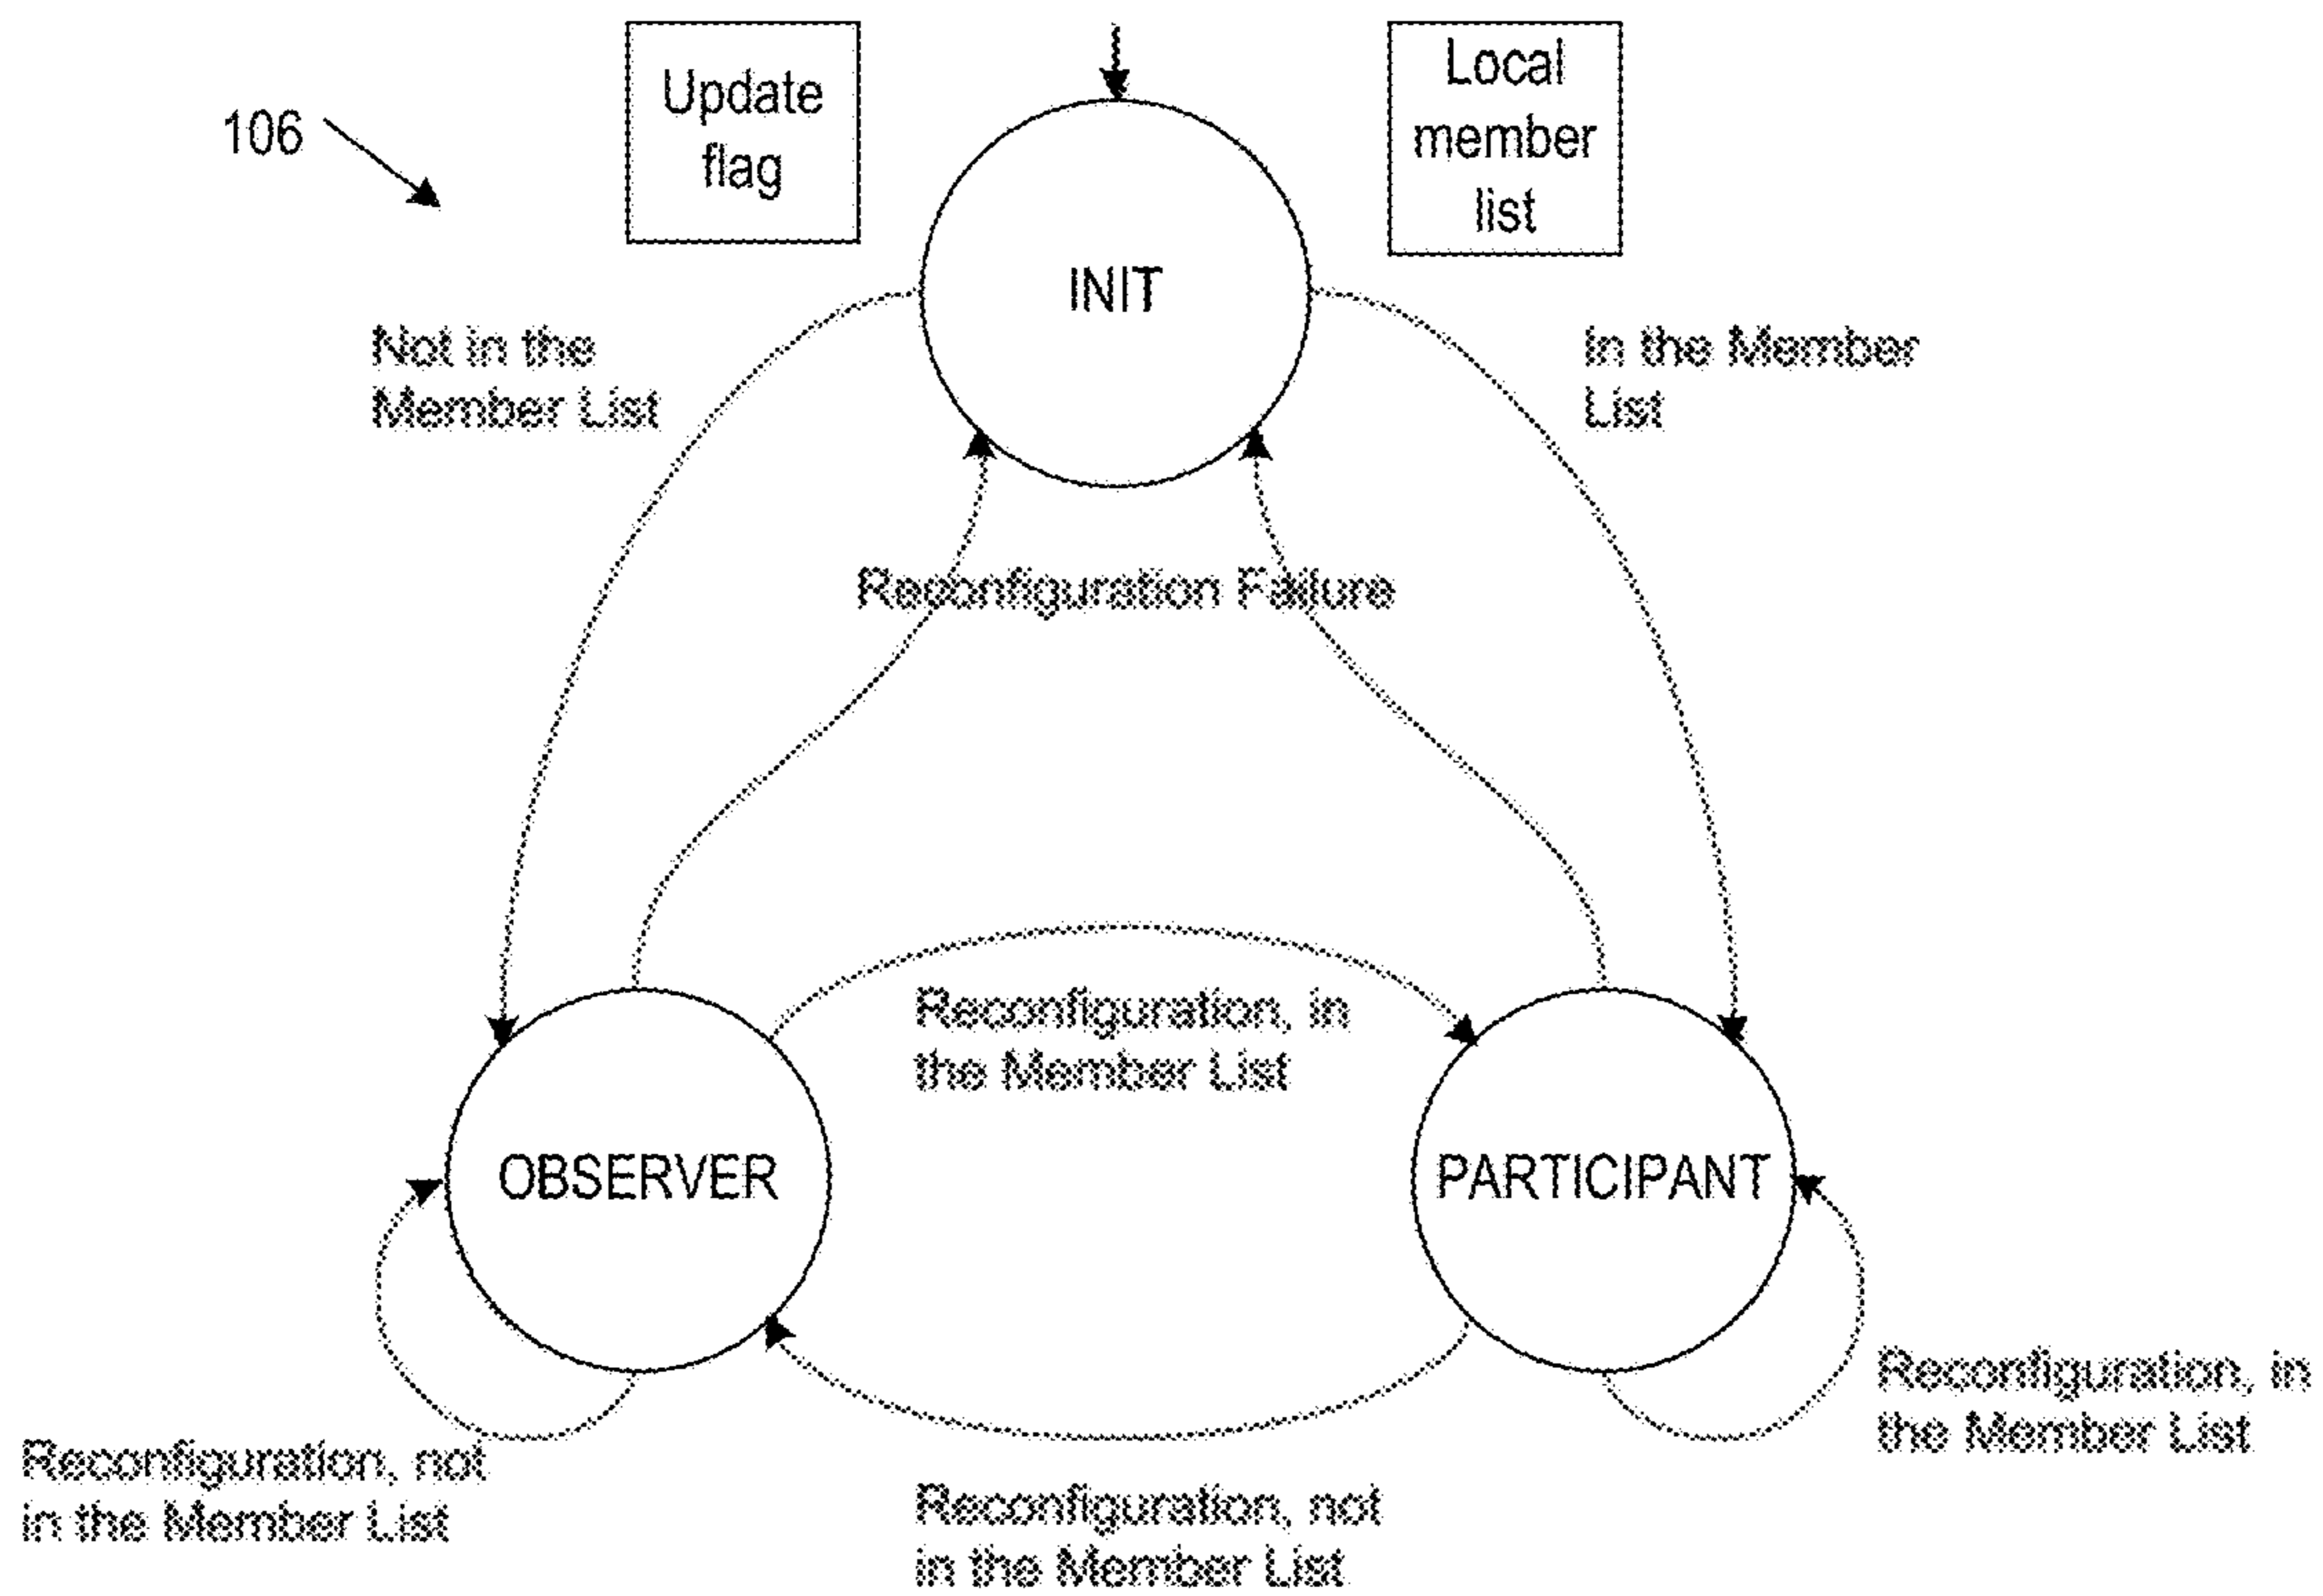 106
Update
flag
Local
member
list
INIT
Not in the
Member List
In the Member
List
Reconfiguration Failure
Reconfiguration, in
the Member List
OBSERVER
PARTICIPANT
Reconfiguration, in
the Member List
Reconfiguration, not
in the Member List
Reconfiguration, not
in the Member List